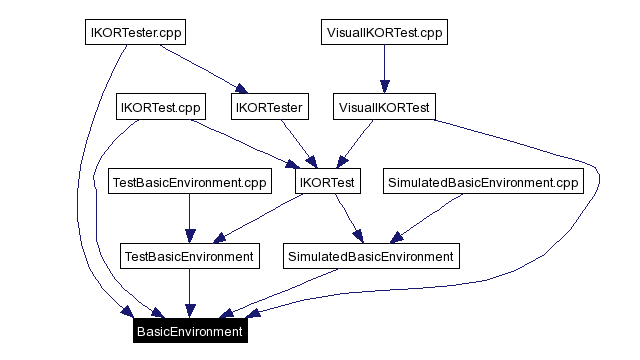 IKORTester.cpp
VisualIKORTest.cpp
IKORTest.cpp
IKORTester
VisualIKORTest
TestBasicEnvironment.cpp
IKORTest
SimulatedBasicEnvironment.cpp
TestBasicEnvironment
SimulatedBasicEnvironment
BasicEnvironment